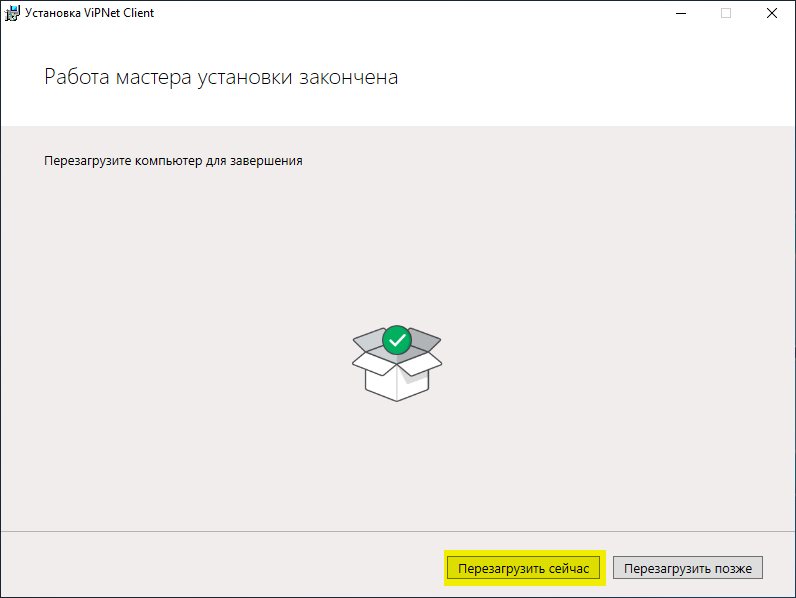 Установка ViPNet Client
Работа мастера установки закончена
Перезагрузите компьютер для завершения
Перезагрузить сейчас
Перезагрузить позже